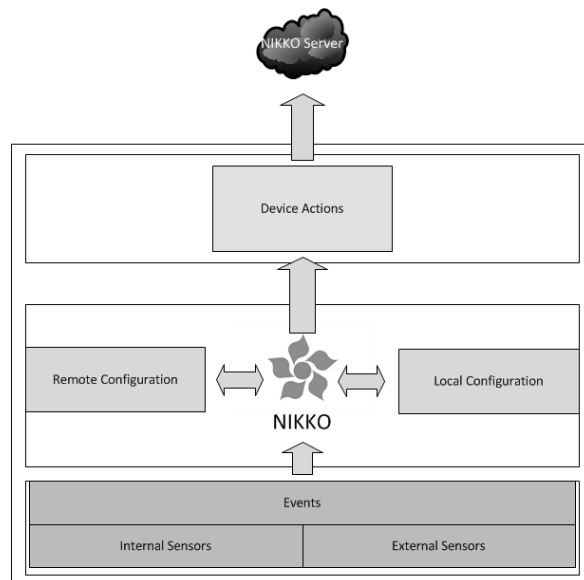 NIKKO Server
Device Actions
Remote Configuration
Local Configuration
NIKKO
Events
Internal Sensors
External Sensors